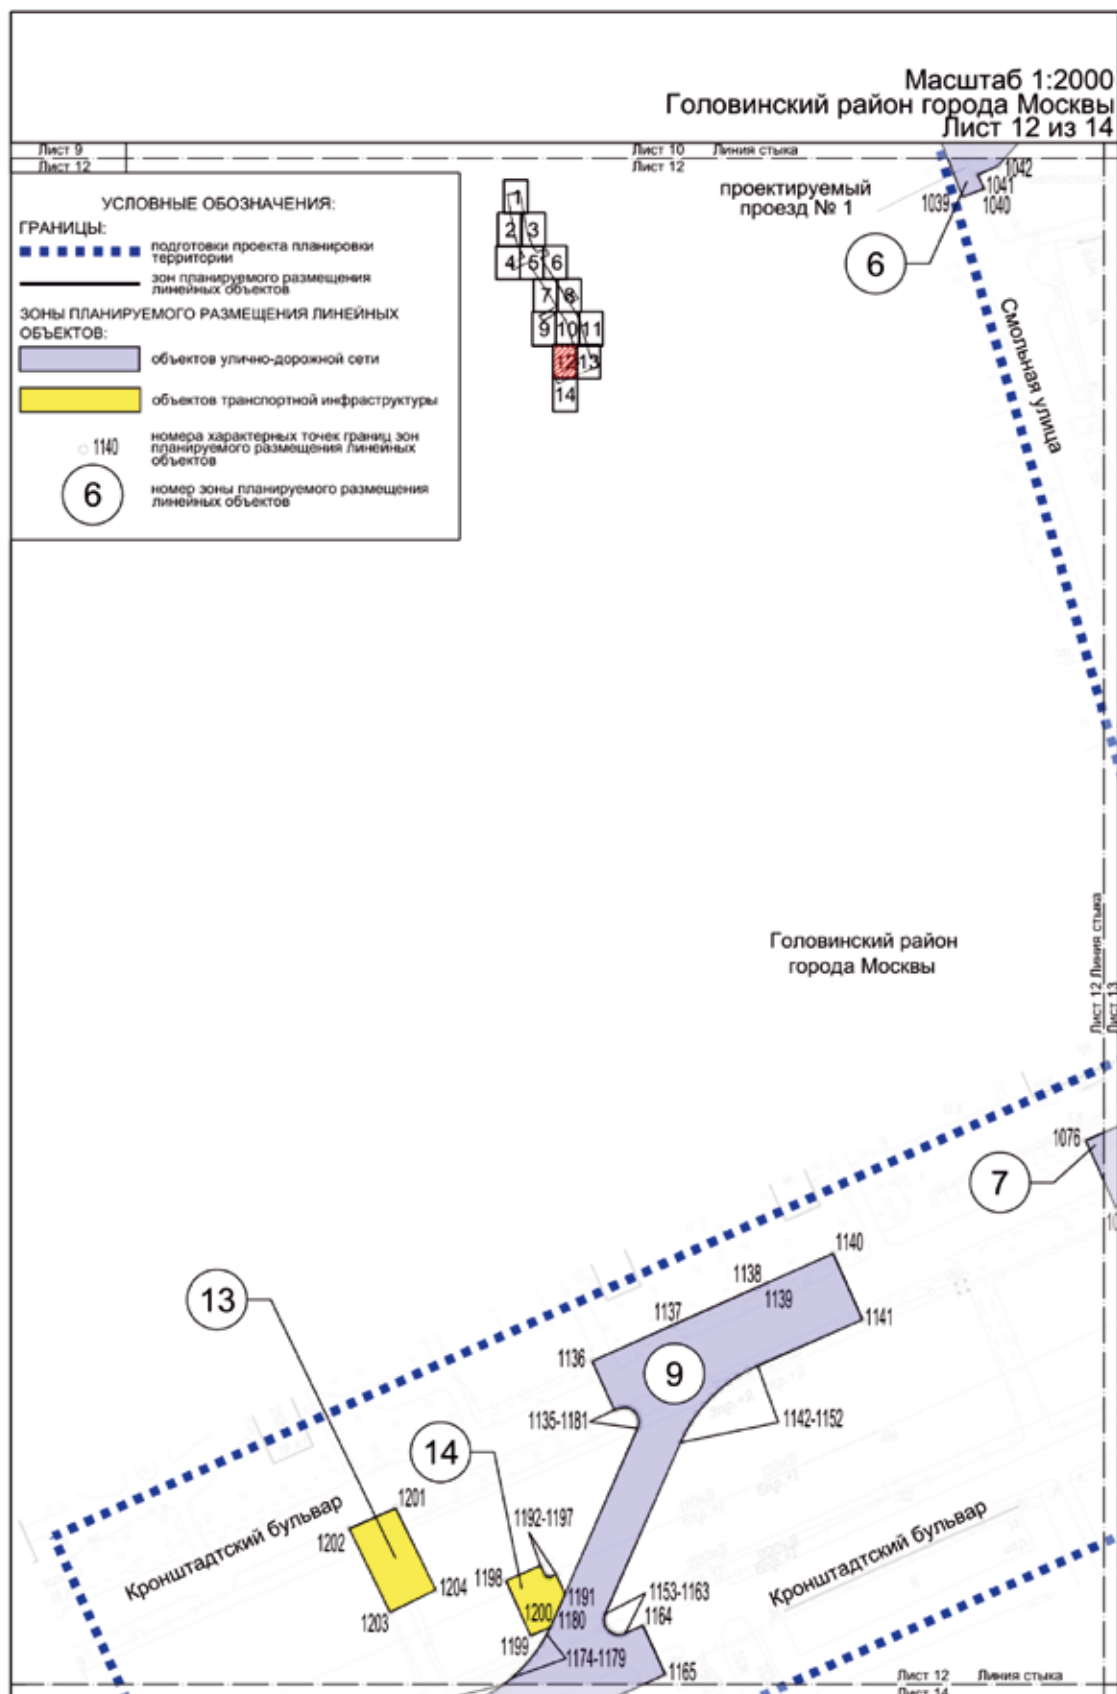 Масштаб 1:2000
Головинский район города Москвы
Лист 12 из 14
Лист 9
Лист 12
Лист 10
Лист 12
Линия стыка
УСЛОВНЫЕ ОБОЗНАЧЕНИЯ:
ГРАНИЦЫ:
подготовки проекта планировки
территории
зон планируемого размещения
линейных объектов
ЗОНЫ ПЛАНИРУЕМОГО РАЗМЕЩЕНИЯ ЛИНЕЙНЫХ
ОБЪЕКТОВ:
объектов улично-дорожной сети
объектов транспортной инфраструктуры
1140
номера характерных точек границ зон
планируемого размещения линейных
объектов
6
номер зоны планируемого размещения
линейных объектов
1
2 3
4 5 6
7 8
9 10 11
12 13
14
проектируемый
проезд № 1
1042
1041
1040
1039
6
Смольная улица
Головинский район
города Москвы
Лист 12 Линия стыка
Лист 13
1076
7
1140
1138
1139
1137
1141
1136
9
13
1135-1181
1142-1152
14
1201
1202
1192-1197
Кронштадтский бульвар
1198
1204
1203
1191
1200
1180
1199
1174-1179
1153-1163
1164
1165
Кронштадтский бульвар
Лист 12
Линия стыка
Лист 14